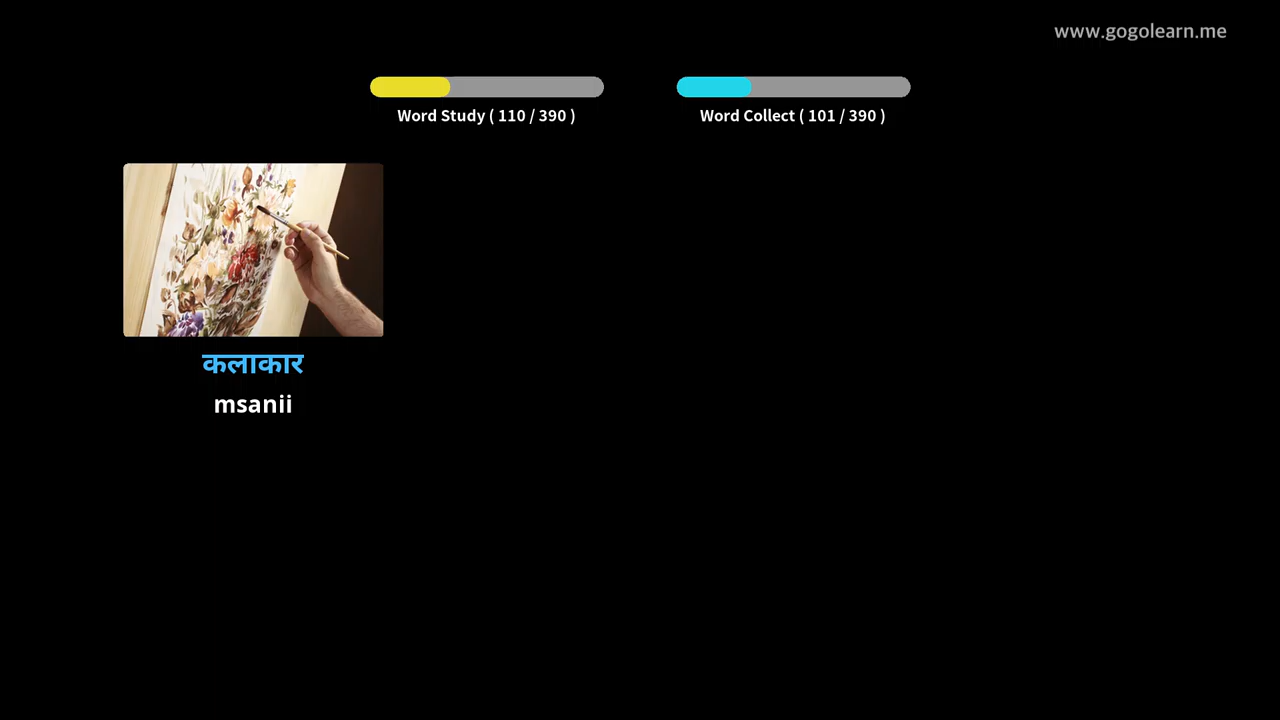 www.gogolearn.me
Word Study ( 110 / 390 )
Word Collect ( 101 / 390 )
कलाकार
msanii